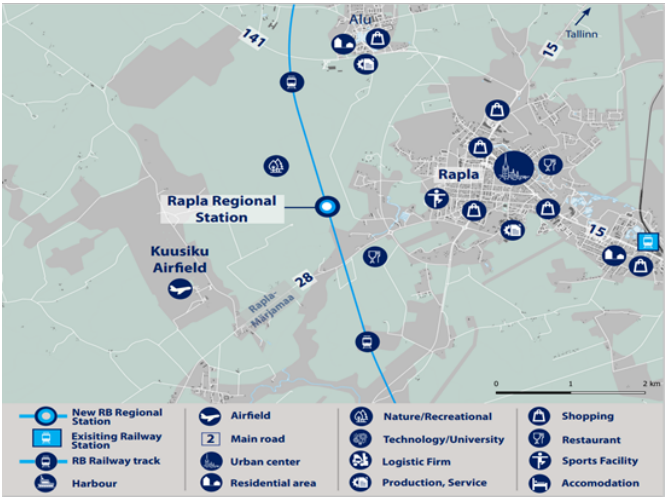 Alu
141
15
Tallinn
Rapla
Rapla Regional
Station
15
Kuusiku
Airfield
28
Rapla-
Märjamaa
0 1 2 km
New RB Regional
Station
Exisiting Railway
Station
RB Railway track
Harbour
Airfield
2 Main road
Urban center
Residential area
Nature/Recreational
Technology/University
Logistic Firm
Production, Service
Shopping
Restaurant
Sports Facility
Accomodation